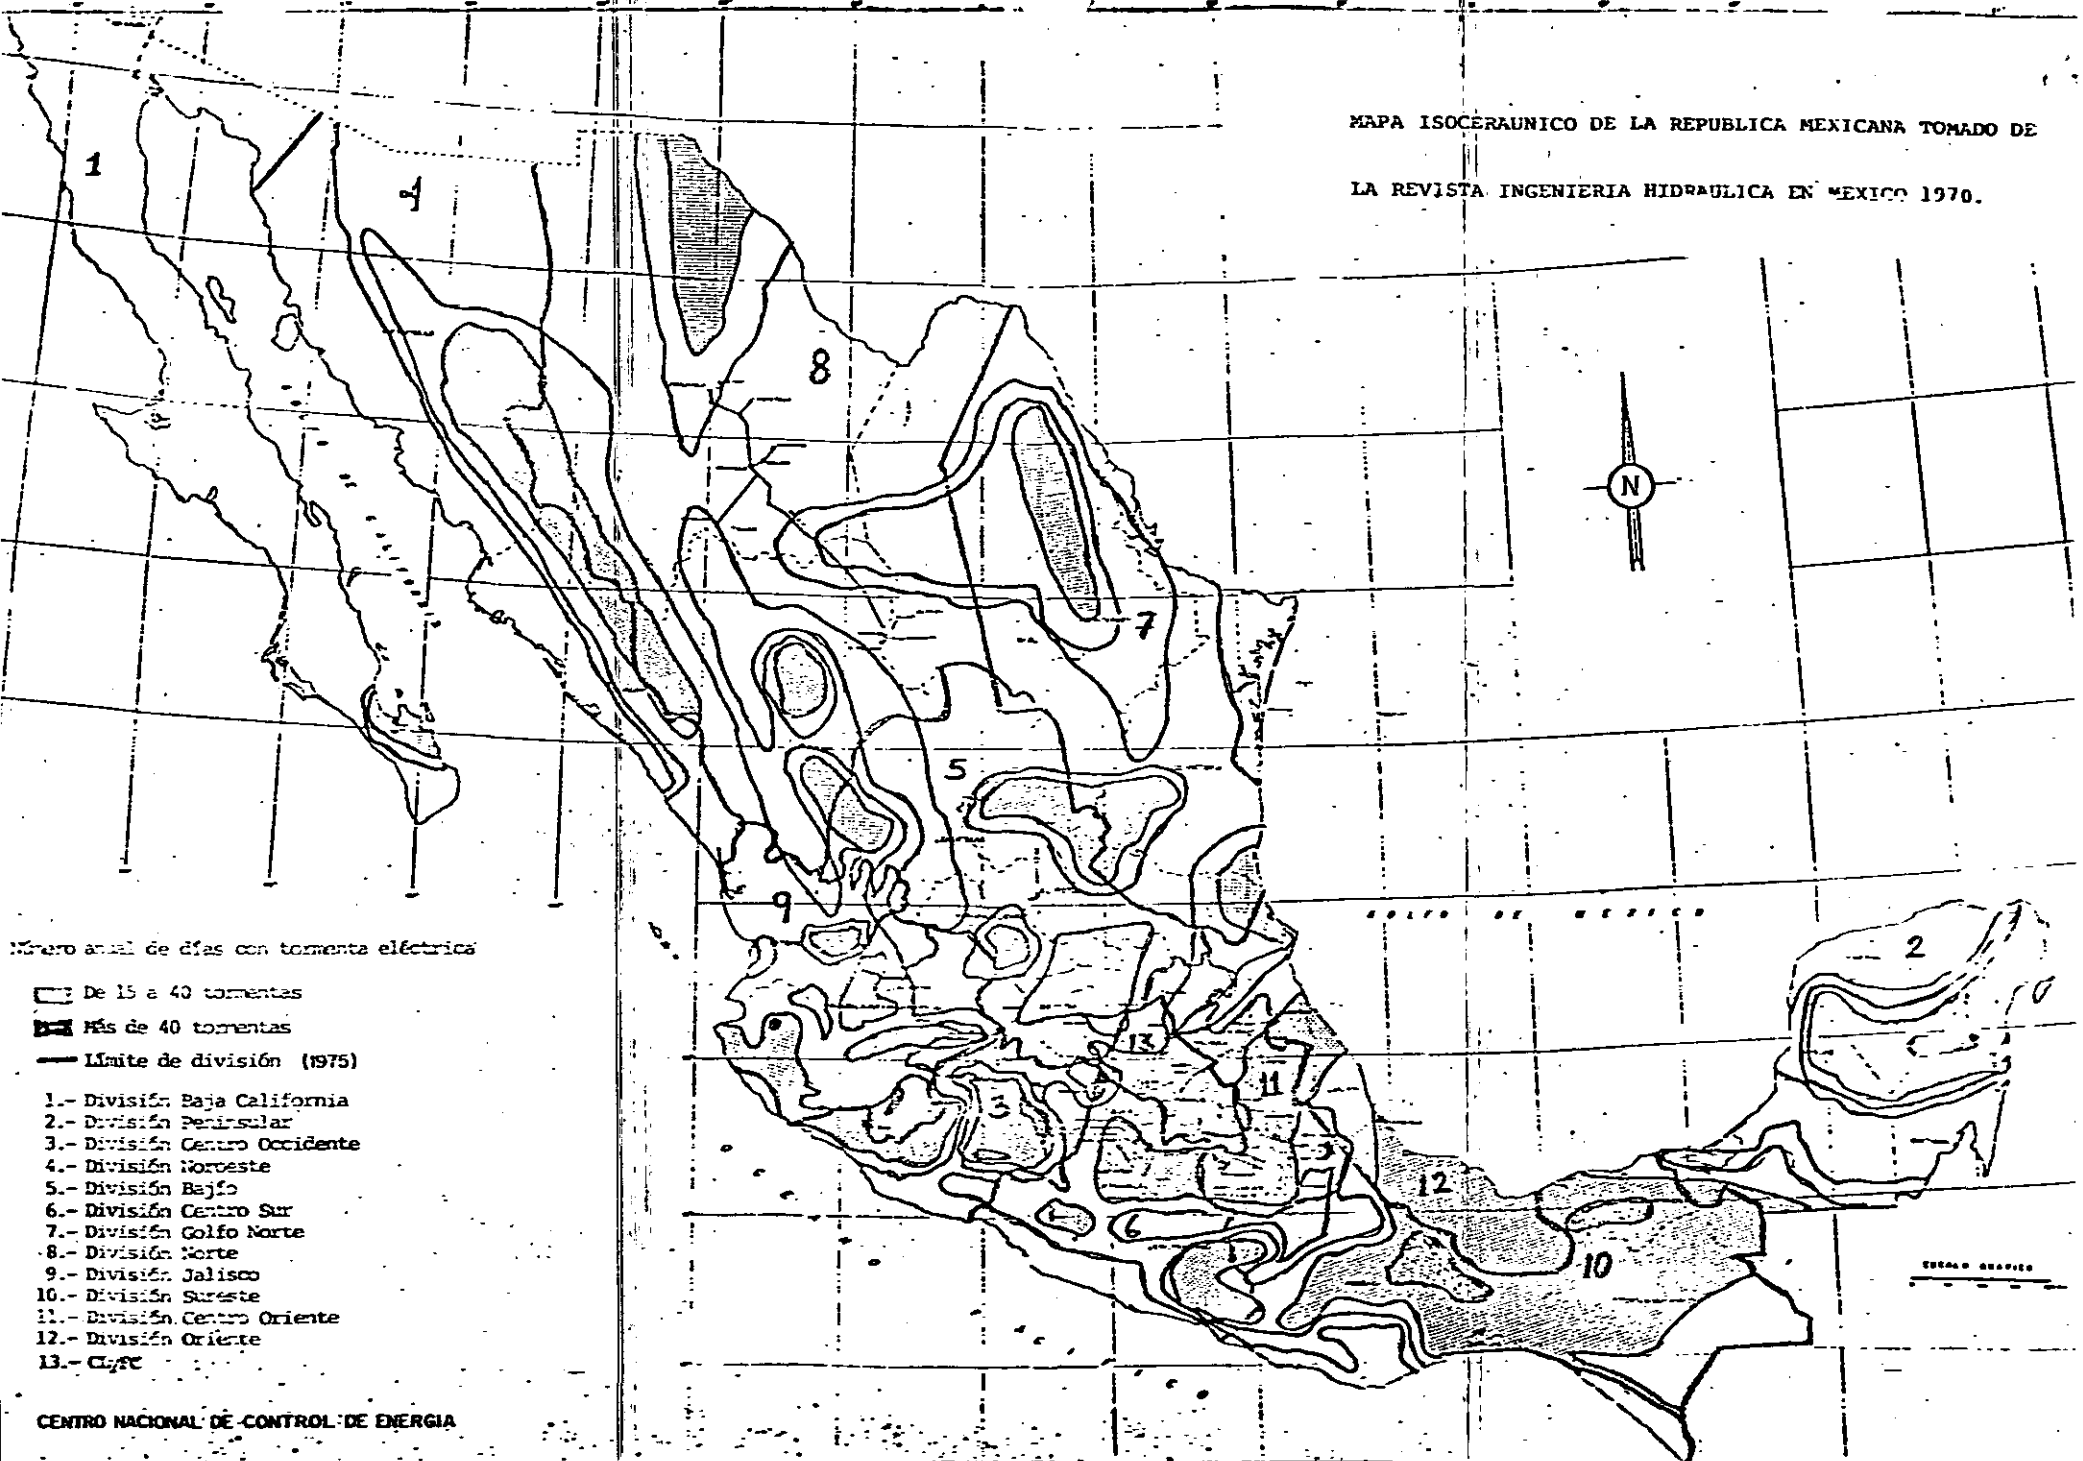 MAPA ISOCERAUNICO DE LA REPUBLICA MEXICANA TOMADO DE
LA REVISTA INGENIERIA HIDRAULICA EN MEXICO 1970.
1
4
8
N
7
5
9
GOLFO DE MEXICO
2
13
11
3
12
6
10
ESCALA GRAFICA
Número anual de días con tormenta eléctrica
De 15 a 40 tormentas
Más de 40 tormentas
Límite de división (1975)
1.- División Baja California
2.- División Peninsular
3.- División Centro Occidente
4.- División Noroeste
5.- División Bajío
6.- División Centro Sur
7.- División Golfo Norte
8.- División Norte
9.- División Jalisco
10.- División Sureste
11.- División Centro Oriente
12.- División Oriente
13.-
CENTRO NACIONAL DE CONTROL DE ENERGIA